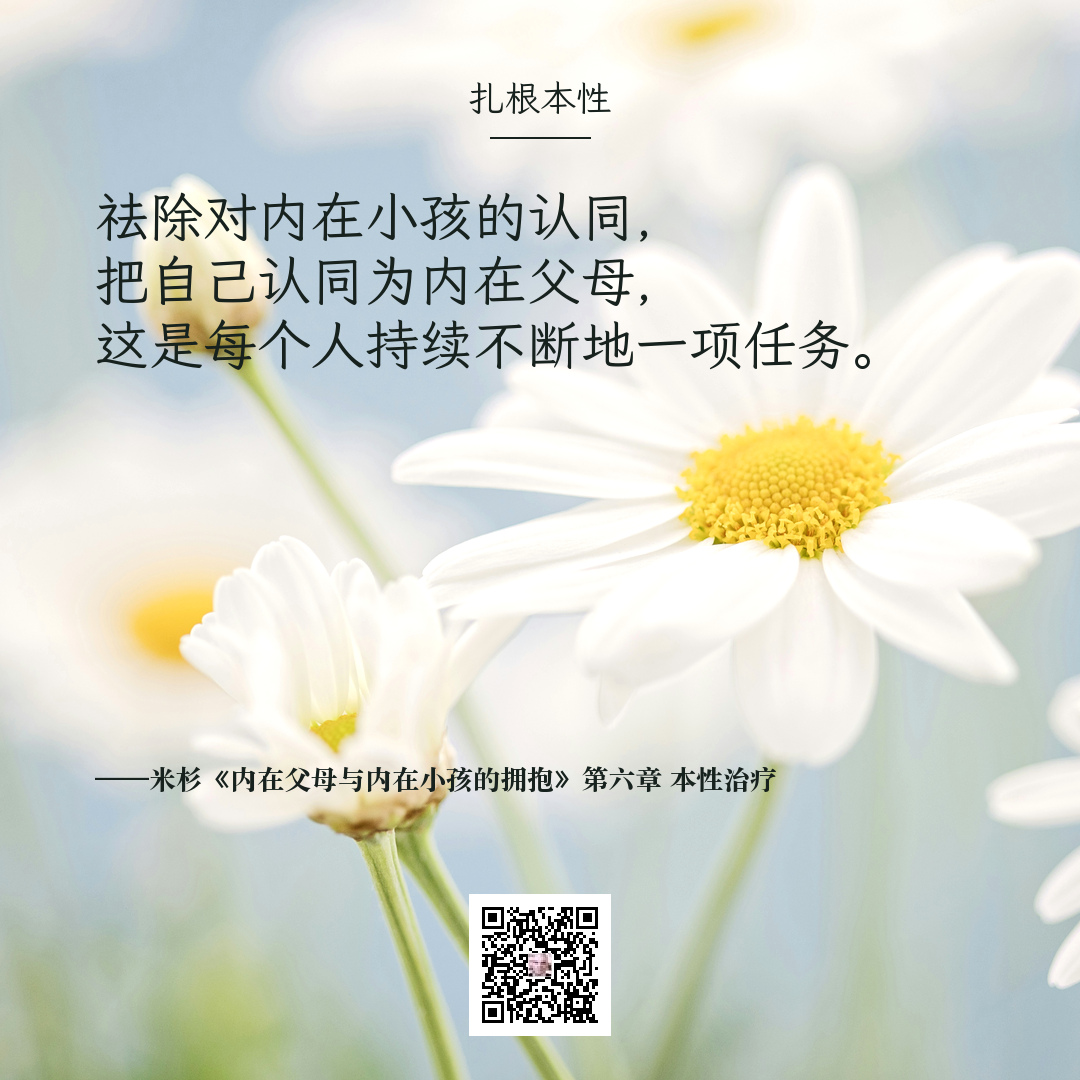 扎根本性
祛除对内在小孩的认同，
把自己认同为内在父母，
这是每个人持续不断地一项任务。
——米杉《内在父母与内在小孩的拥抱》第六章 本性治疗